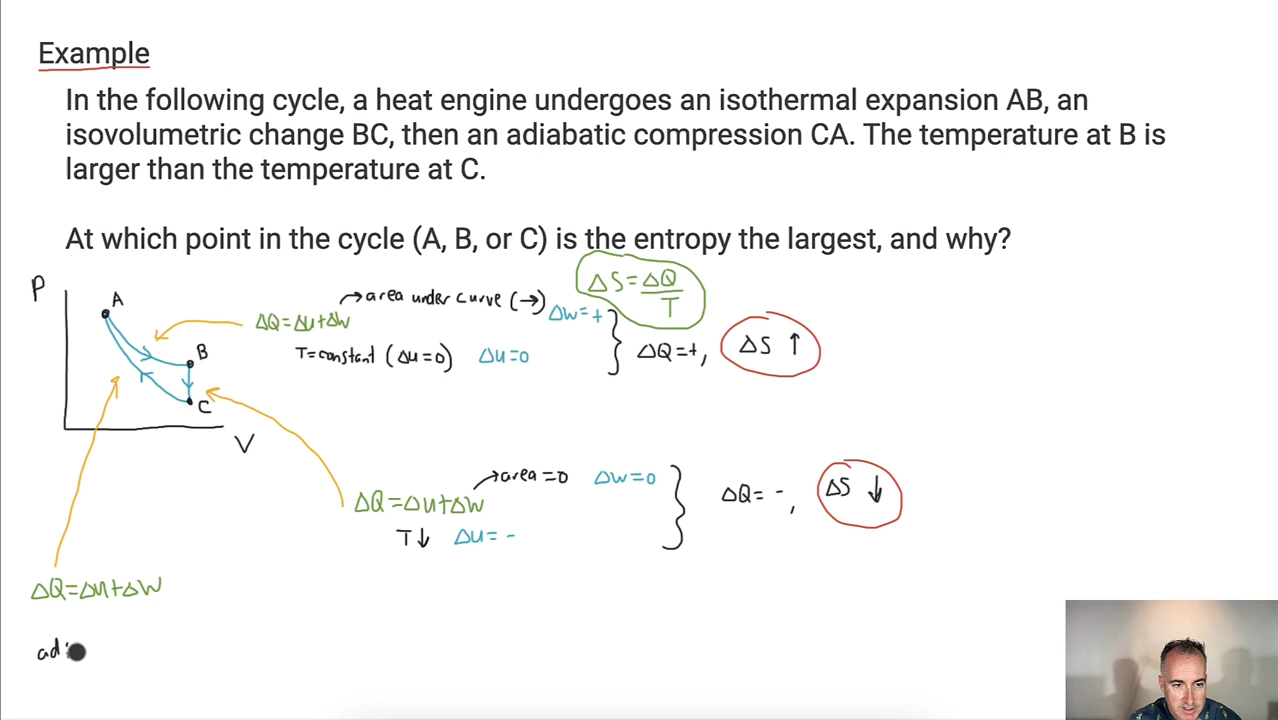 Example
In the following cycle, a heat engine undergoes an isothermal expansion AB, an
isovolumetric change BC, then an adiabatic compression CA. The temperature at B is
larger than the temperature at C.
At which point in the cycle (A, B, or C) is the entropy the largest, and why?
P
A
B
C
V
ΔS=ΔQ/T
→area under curve (→) Δw=+
ΔQ=Δu+Δw
T=constant (Δu=0) Δu=0
ΔQ=+, ΔS ↑
→area=0 Δw=0
ΔQ=Δu+Δw
T↓ Δu= -
ΔQ= -, ΔS ↓
ΔQ=Δu+ΔW
adi